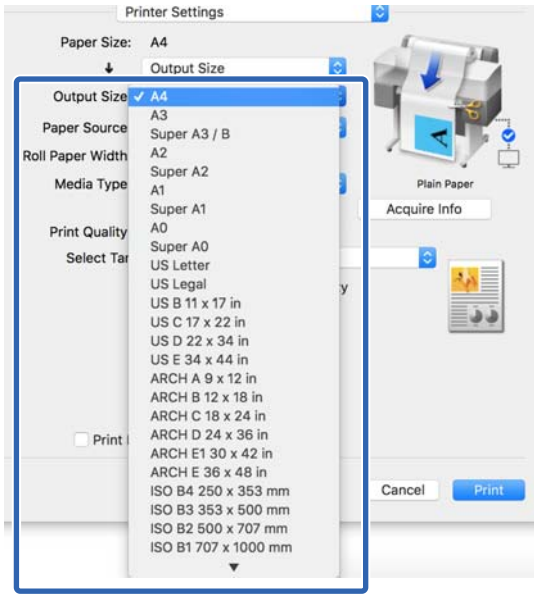 Printer Settings
Paper Size: A4
Output Size
Output Size ✓ A4
A3
Paper Source
Super A3 / B
A2
Roll Paper Width
Super A2
Media Type
A1
Plain Paper
Super A1
Acquire Info
A0
Print Quality
Super A0
Select Tar
US Letter
US Legal
y
US B 11 x 17 in
US C 17 x 22 in
US D 22 x 34 in
US E 34 x 44 in
ARCH A 9 x 12 in
ARCH B 12 x 18 in
ARCH C 18 x 24 in
ARCH D 24 x 36 in
Print
ARCH E1 30 x 42 in
ARCH E 36 x 48 in
ISO B4 250 x 353 mm
Cancel
Print
ISO B3 353 x 500 mm
ISO B2 500 x 707 mm
ISO B1 707 x 1000 mm